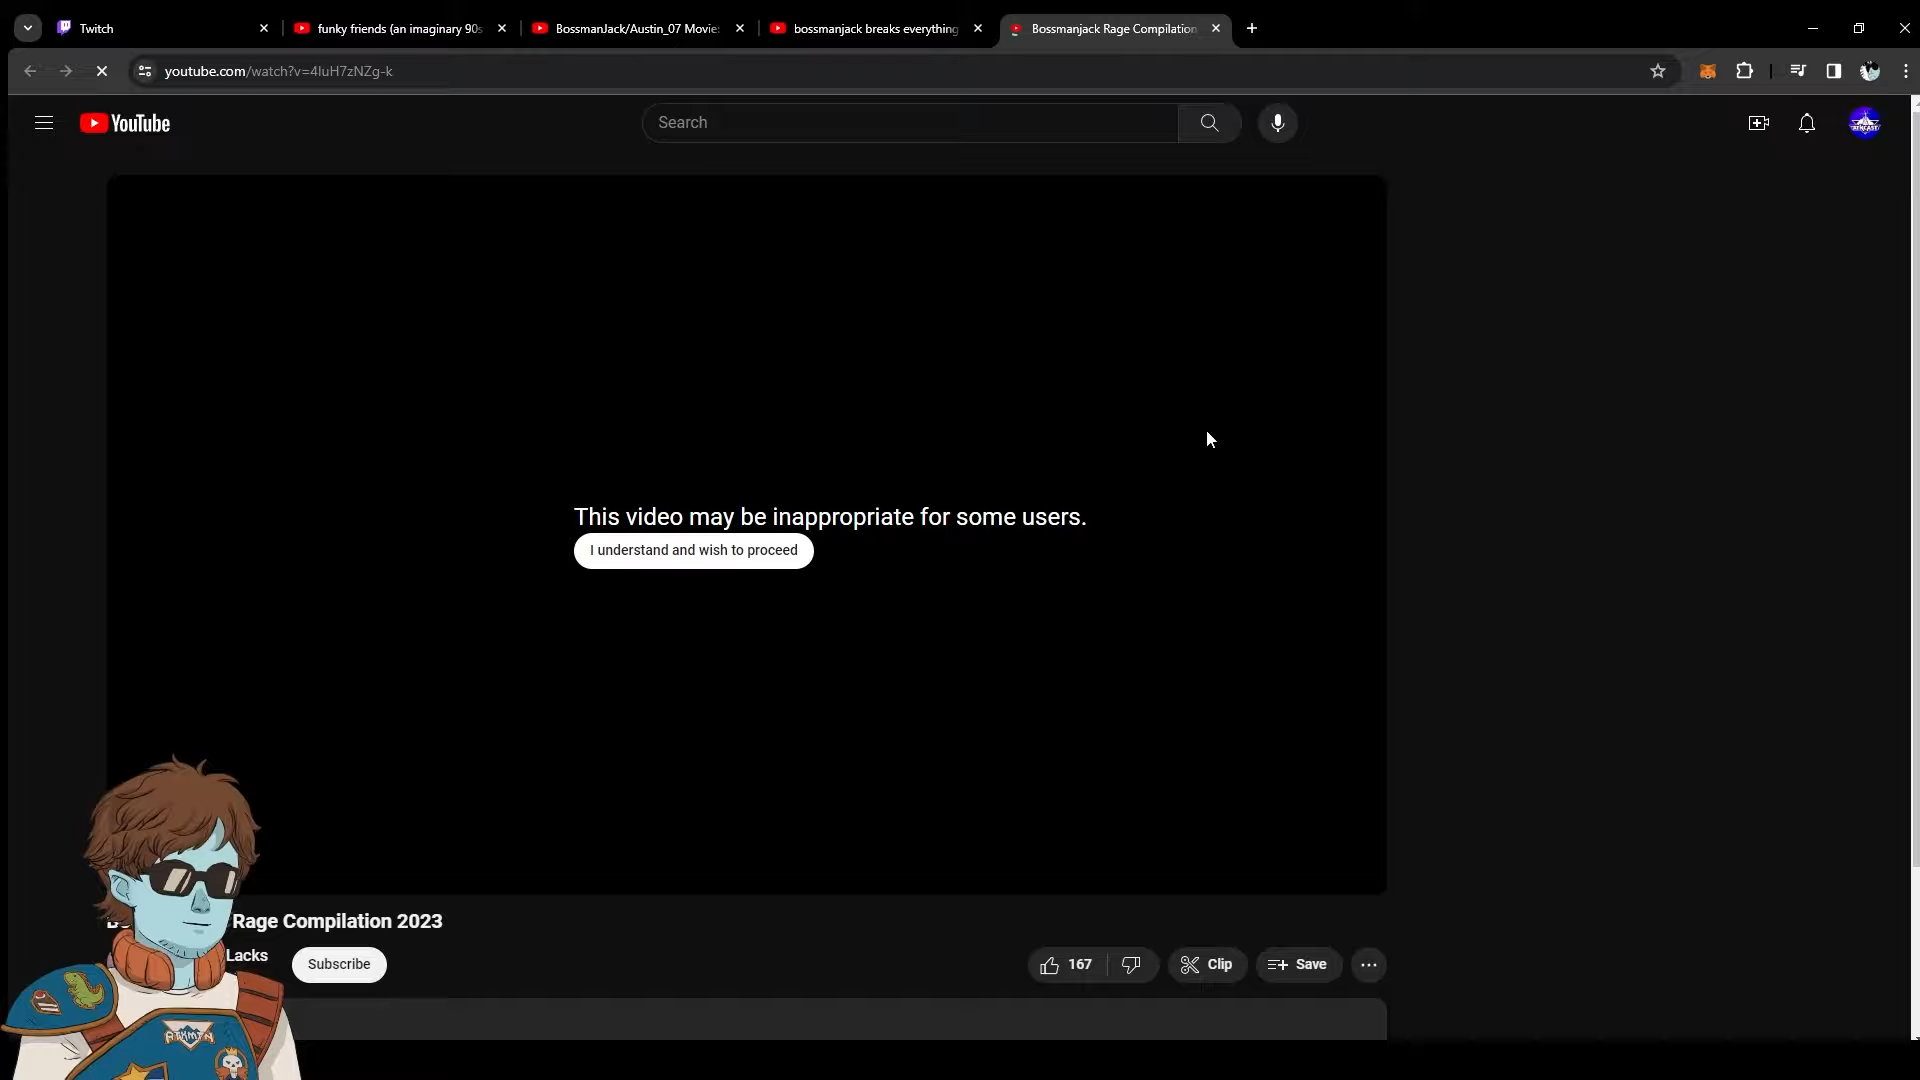 Twitch
funky friends (an imaginary 90s
BossmanJack/Austin_07 Movie:
bossmanjack breaks everything
Bossmanjack Rage Compilation
youtube.com/watch?v=4IuH7zNZg-k
YouTube
Search
This video may be inappropriate for some users.
I understand and wish to proceed
Rage Compilation 2023
Lacks
Subscribe
167
Clip
Save